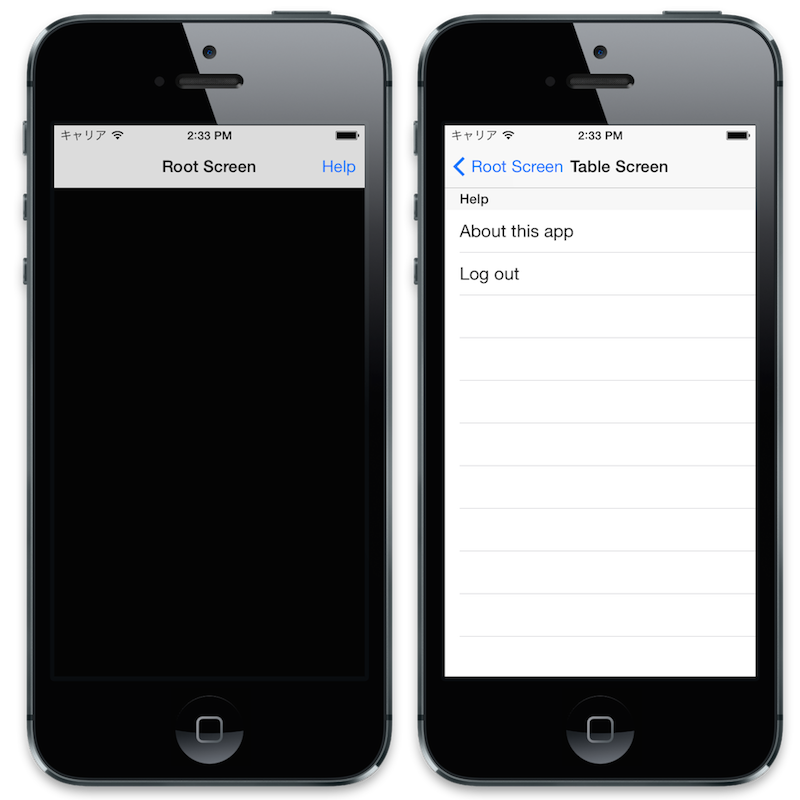 キャリア 2:33 PM
Root Screen Help
キャリア 2:33 PM
Root Screen Table Screen
Help
About this app
Log out